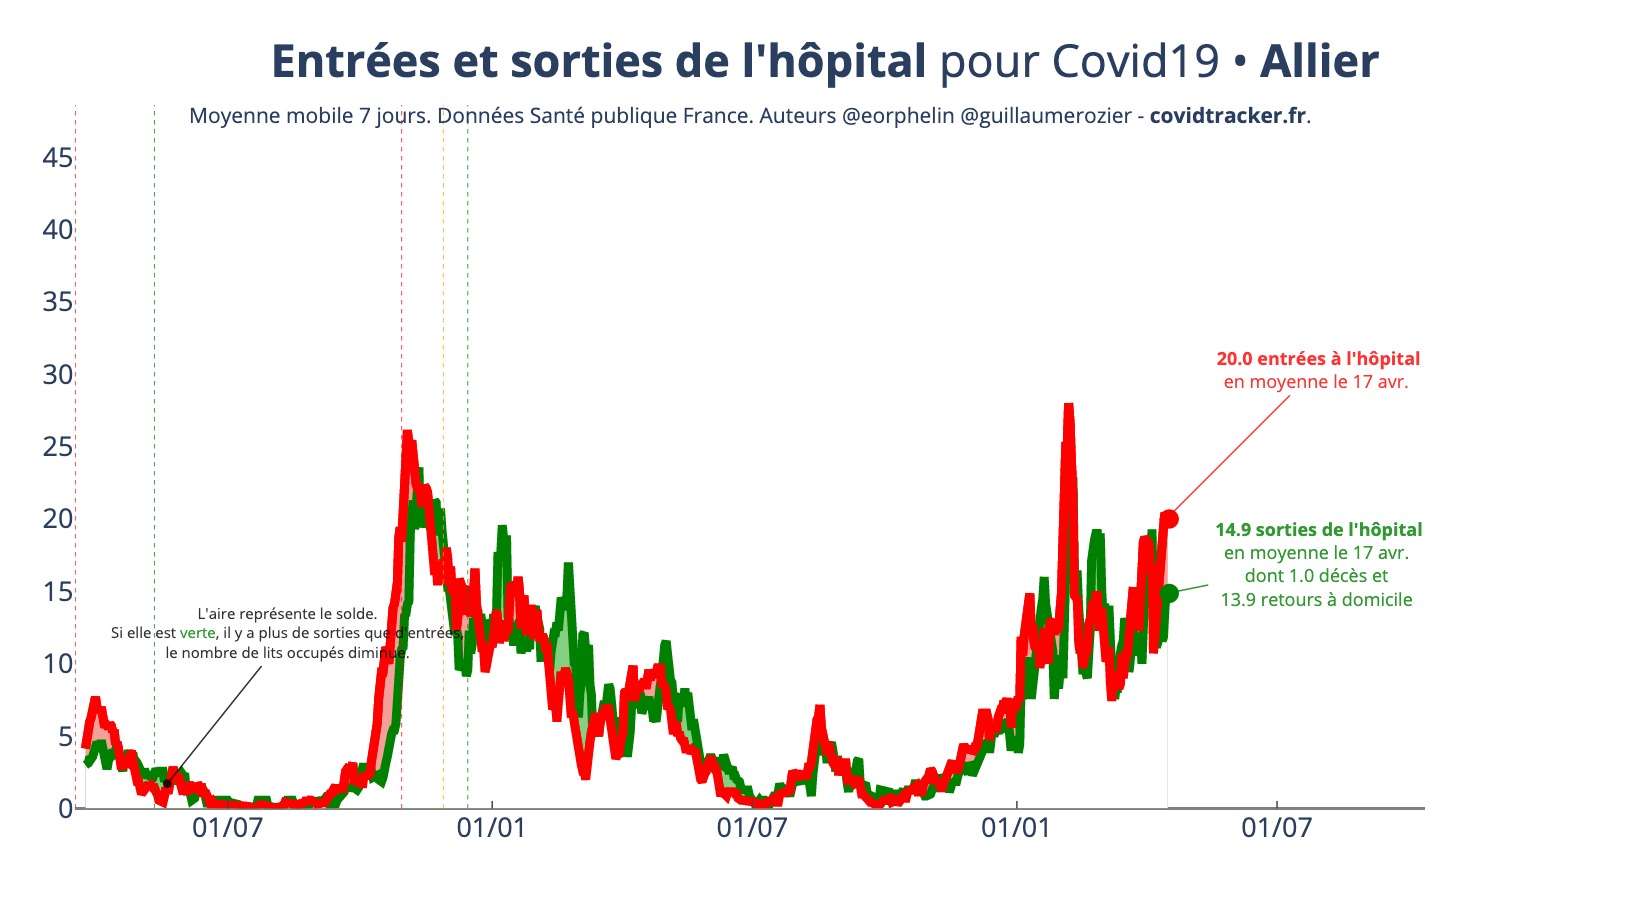 Entrées et sorties de l'hôpital pour Covid19 • Allier
Moyenne mobile 7 jours. Données Santé publique France. Auteurs @eorphelin @guillaumerozier - covidtracker.fr.
45
40
35
30
25
20
15
10
5
0
20.0 entrées à l'hôpital
en moyenne le 17 avr.
14.9 sorties de l'hôpital
en moyenne le 17 avr.
dont 1.0 décès et
13.9 retours à domicile
L'aire représente le solde.
Si elle est verte, il y a plus de sorties que d'entrées,
le nombre de lits occupés diminue.
01/07
01/01
01/07
01/01
01/07